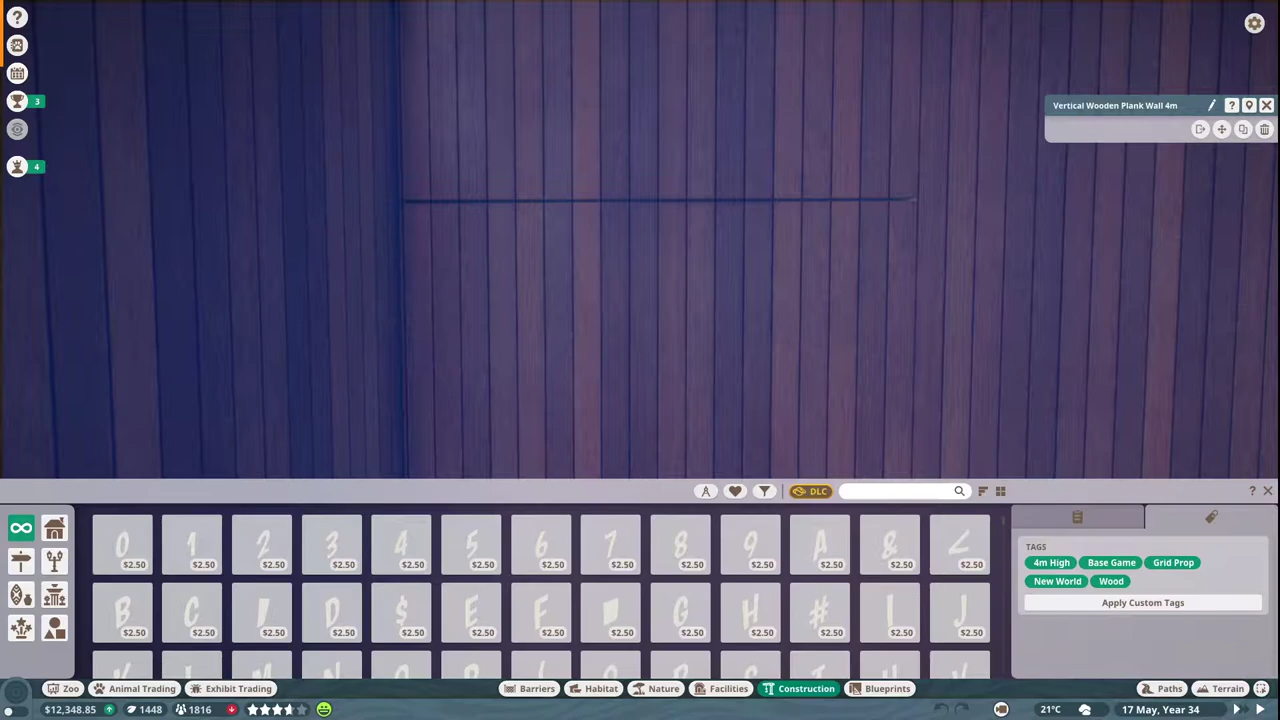 3
4
Vertical Wooden Plank Wall 4m
?
DLC
?
0 $2.50
1 $2.50
2 $2.50
3 $2.50
4 $2.50
5 $2.50
6 $2.50
7 $2.50
8 $2.50
9 $2.50
A $2.50
& $2.50
$2.50
B $2.50
C $2.50
$2.50
D $2.50
$ $2.50
E $2.50
F $2.50
$2.50
G $2.50
H $2.50
# $2.50
I $2.50
J $2.50
TAGS
4m High
Base Game
Grid Prop
New World
Wood
Apply Custom Tags
Zoo
Animal Trading
Exhibit Trading
Barriers
Habitat
Nature
Facilities
Construction
Blueprints
Paths
Terrain
$12,348.85
1448
1816
21°C
17 May, Year 34